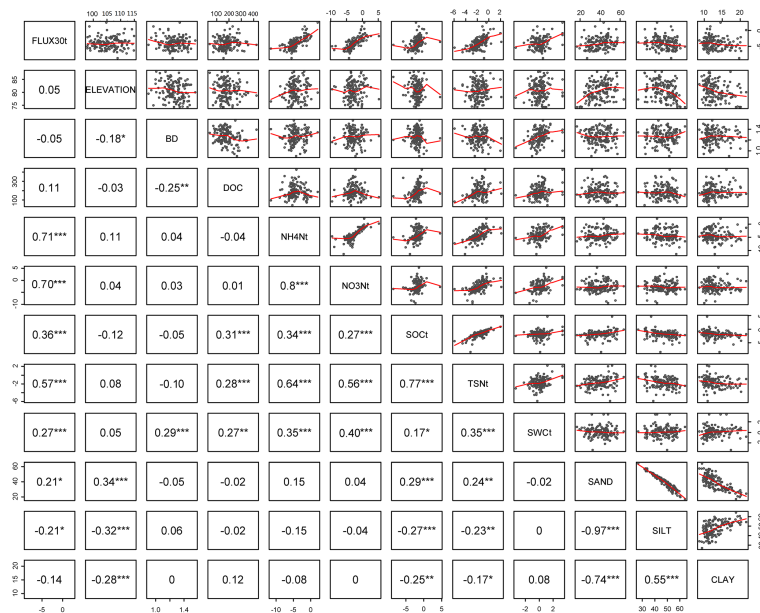 100 105 110 115 100 200 300 400 -10 -5 0 5 -6 -4 -2 0 2 20 40 60 10 15 20
FLUX30t
0.05 ELEVATION 75 80 85
-0.05 -0.18* BD 1.0 1.4
100 300 0.11 -0.03 -0.25** DOC
0.71*** 0.11 0.04 -0.04 NH4Nt
-10 0 5 0.70*** 0.04 0.03 0.01 0.8*** NO3Nt
0.36*** -0.12 -0.05 0.31*** 0.34*** 0.27*** SOCt
-6 -2 2 0.57*** 0.08 -0.10 0.28*** 0.64*** 0.56*** 0.77*** TSNt
0.27*** 0.05 0.29*** 0.27** 0.35*** 0.40*** 0.17* 0.35*** SWCt
20 40 60 0.21* 0.34*** -0.05 -0.02 0.15 0.04 0.29*** 0.24** -0.02 SAND
-0.21* -0.32*** 0.06 -0.02 -0.15 -0.04 -0.27*** -0.23** 0 -0.97*** SILT
10 15 20 -0.14 -0.28*** 0 0.12 -0.08 0 -0.25** -0.17* 0.08 -0.74*** 0.55*** CLAY
-5 0 1.0 1.4 -10 -5 0 -5 0 5 -2 0 2 30 40 50 60